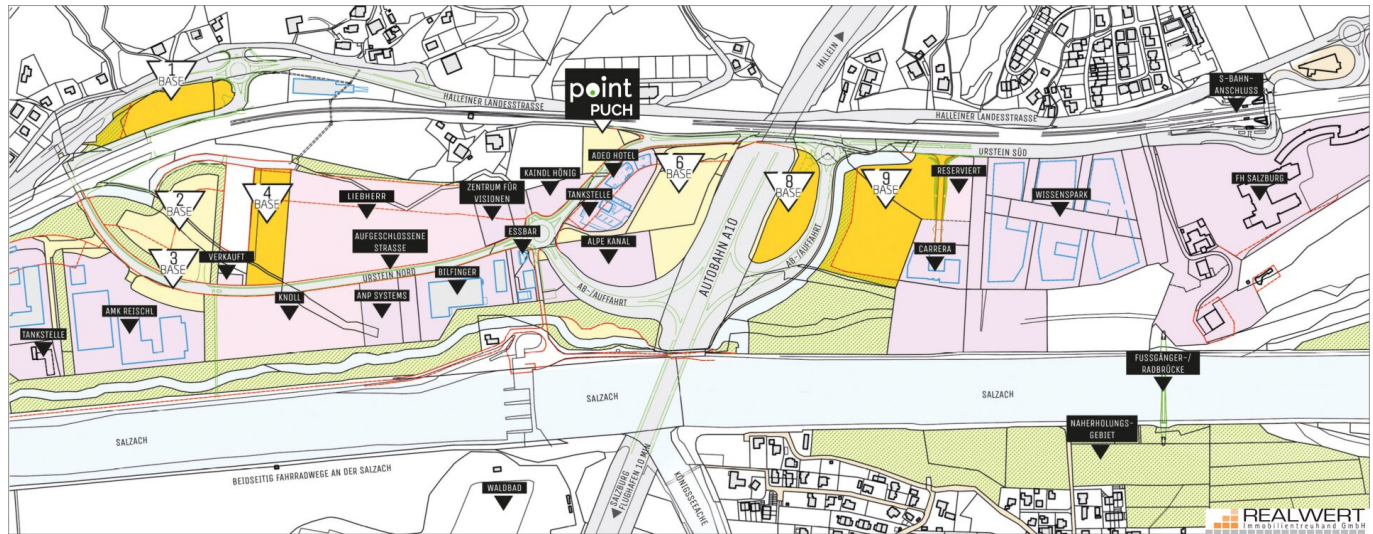 1
BASE
HALLEINER LANDESSTRASSE
point
PUCH
HALLEIN
HALLEINER LANDESSTRASSE
S-BAHN-
ANSCHLUSS
URSTEIN SÜD
2
BASE
3
BASE
4
BASE
VERKAUFT
LIEBHERR
AUFGESCHLOSSENE
STRASSE
ZENTRUM FÜR
VISIONEN
KAINDL HÖNIG
ADEO HOTEL
TANKSTELLE
6
BASE
8
BASE
9
BASE
RESERVIERT
WISSENSPARK
FH SALZBURG
ESSBAR
ALPE KANAL
AUTOBAHN A10
AB-/AUFFAHRT
CARRERA
URSTEIN NORD
BILFINGER
AB-/AUFFAHRT
KNOLL
ANP SYSTEMS
AMK REISCHL
TANKSTELLE
FUSSGÄNGER-/
RADBRÜCKE
SALZACH
SALZACH
SALZACH
NAHERHOLUNGS-
GEBIET
BEIDSEITIG FAHRRADWEGE AN DER SALZACH
WALDBAD
SALZBURG
FLUGHAFEN 10 MIN
KÖNIGSSEEACHE
REALWERT
Immobilientreuhand GmbH